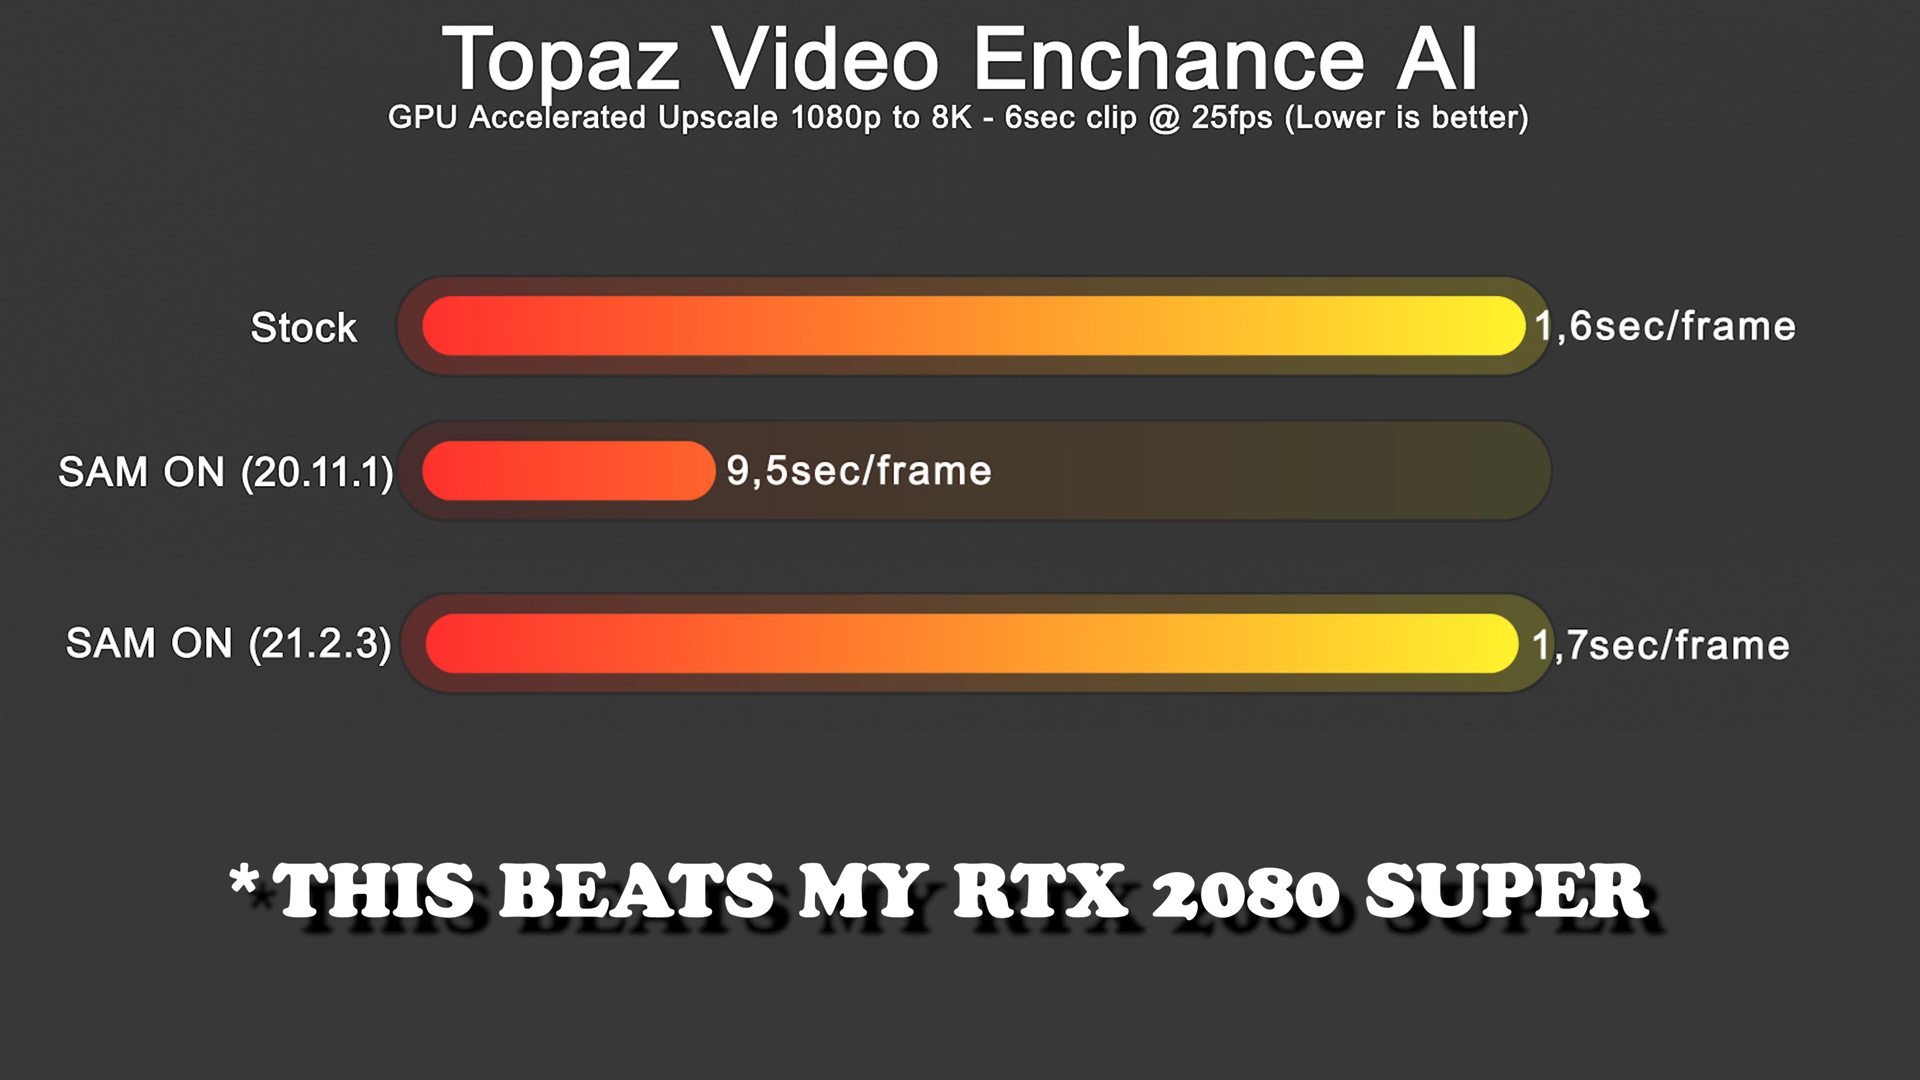 Topaz Video Enchance AI
GPU Accelerated Upscale 1080p to 8K - 6sec clip @ 25fps (Lower is better)
Stock 1,6sec/frame
SAM ON (20.11.1) 9,5sec/frame
SAM ON (21.2.3) 1,7sec/frame
*THIS BEATS MY RTX 2080 SUPER